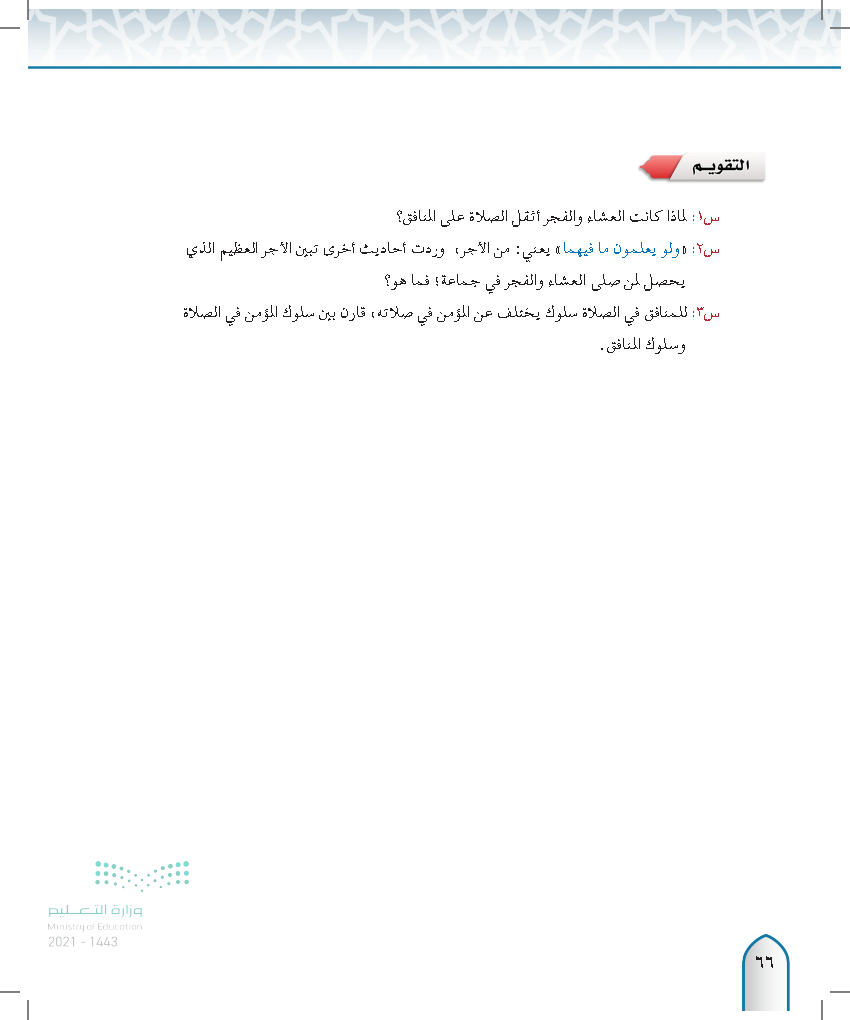 التقويم
س١: لماذا كانت العشاء والفجر أثقل الصلاة على المنافق؟
س٢: «ولو يعلمون ما فيهما» يعني: من الأجر، وردت أحاديث أخرى تبين الأجر العظيم الذي
يحصل لمن صلى العشاء والفجر في جماعة؛ فما هو؟
س٣: للمنافق في الصلاة سلوك يختلف عن المؤمن في صلاته، قارن بين سلوك المؤمن في الصلاة
وسلوك المنافق.
وزارة التعليم
Ministry of Education
2021 - 1443
٦٦